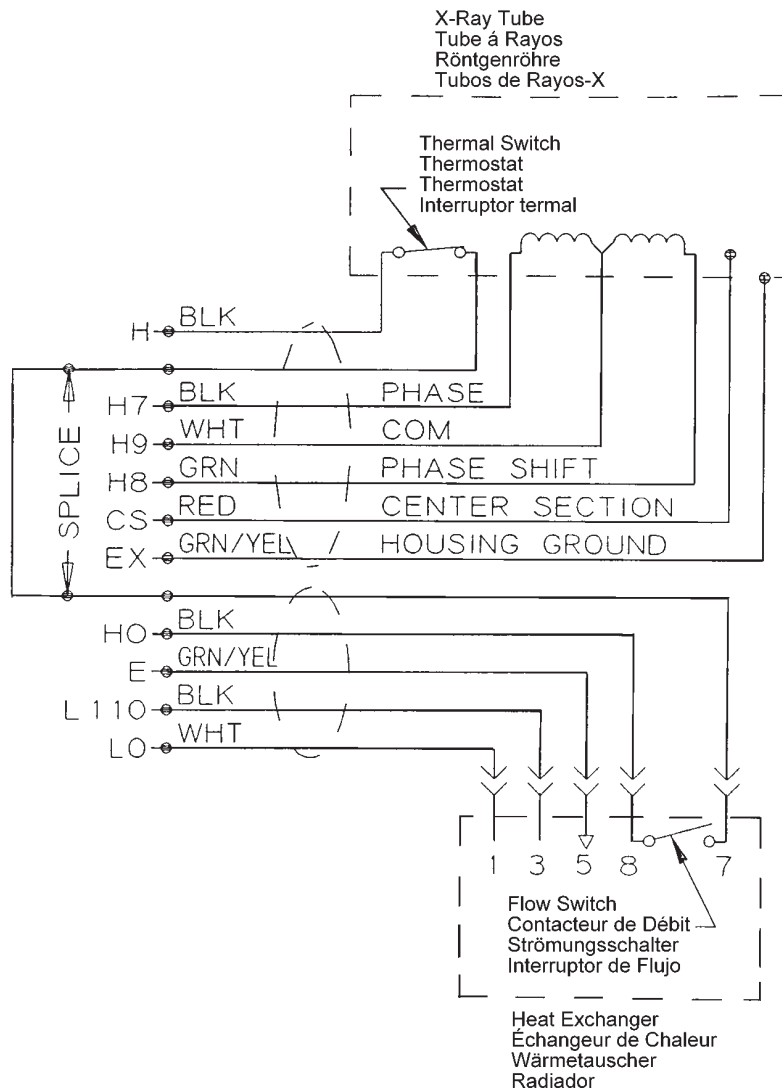 X-Ray Tube
Tube á Rayos
Röntgenröhre
Tubos de Rayos-X
Thermal Switch
Thermostat
Thermostat
Interruptor termal
H BLK
H7 BLK PHASE
H9 WHT COM
H8 GRN PHASE SHIFT
CS RED CENTER SECTION
EX GRN/YEL HOUSING GROUND
SPLICE
HO BLK
E GRN/YEL
L110 BLK
LO WHT
1 3 5 8 7
Flow Switch
Contacteur de Débit
Strömungsschalter
Interruptor de Flujo
Heat Exchanger
Échangeur de Chaleur
Wärmetauscher
Radiador